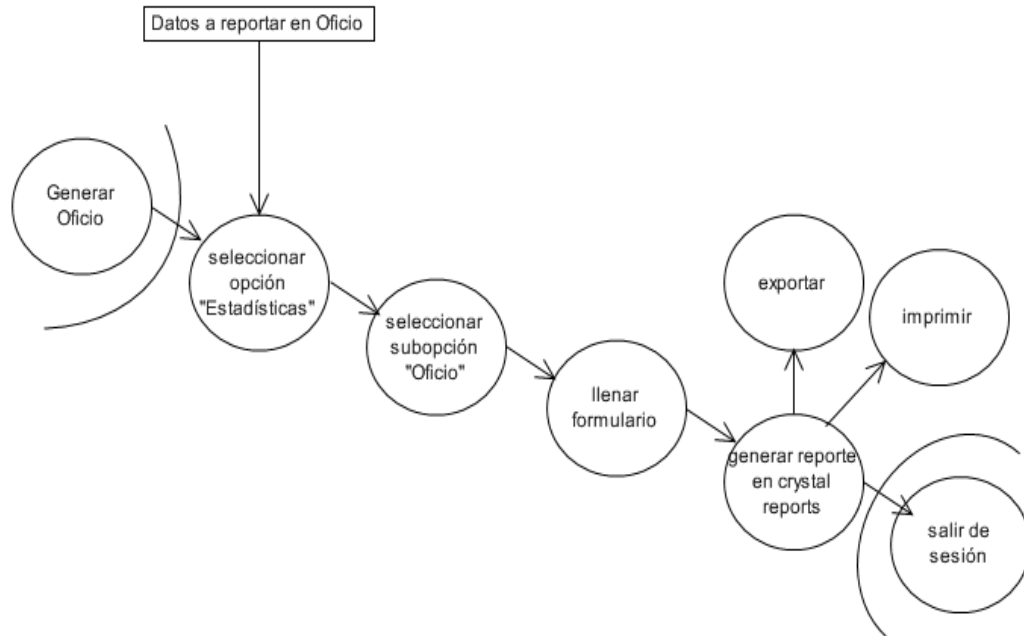 Datos a reportar en Oficio
Generar
Oficio
seleccionar
opción
"Estadísticas"
seleccionar
subopción
"Oficio"
llenar
formulario
exportar
imprimir
generar reporte
en crystal
reports
salir de
sesión